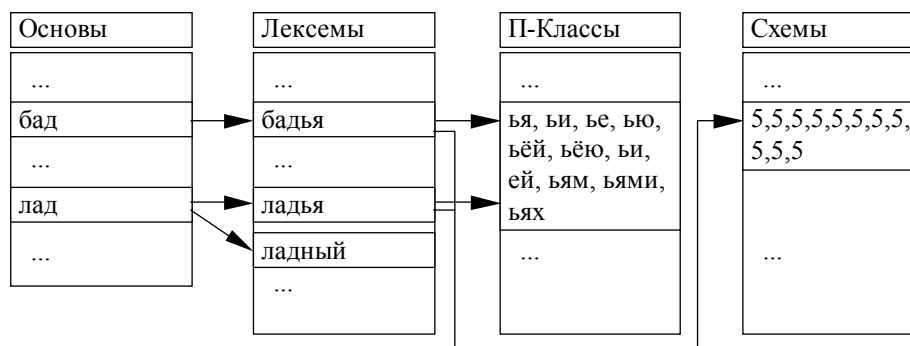 Основы
...
бад
...
лад
...
Лексемы
...
бадья
...
ладья
ладный
...
П-Классы
...
ья, ьи, ье, ью,
ьёй, ьёю, ьи,
ей, ьям, ьями,
ьях
...
Схемы
...
5,5,5,5,5,5,5,5,
5,5,5
...